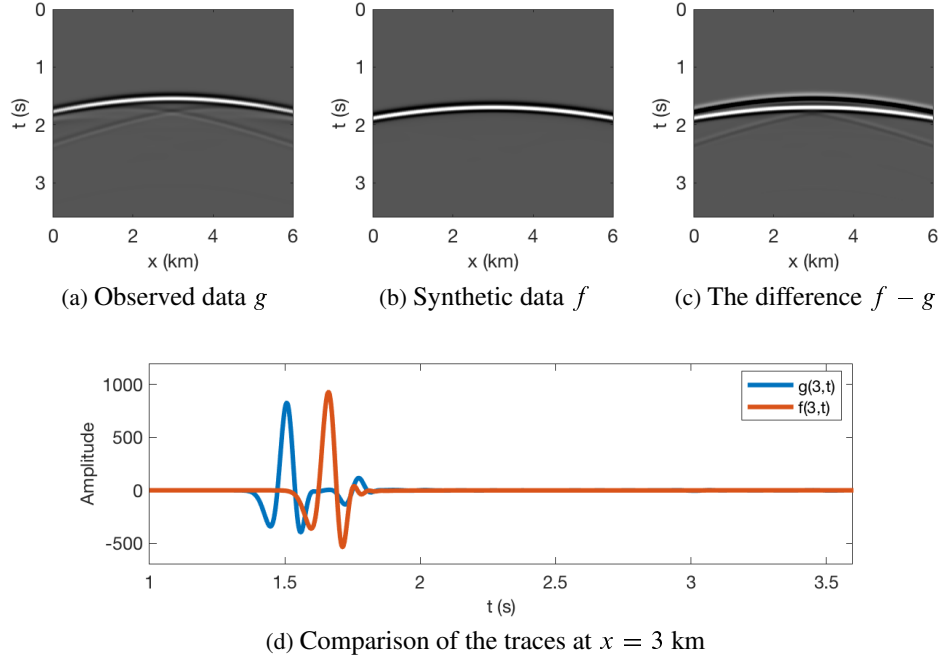 0
1
2
3
t (s)
0 2 4 6
x (km)
(a) Observed data g
0
1
2
3
t (s)
0 2 4 6
x (km)
(b) Synthetic data f
0
1
2
3
t (s)
0 2 4 6
x (km)
(c) The difference f − g
1000
500
0
-500
Amplitude
g(3,t)
f(3,t)
1 1.5 2 2.5 3 3.5
t (s)
(d) Comparison of the traces at x = 3 km